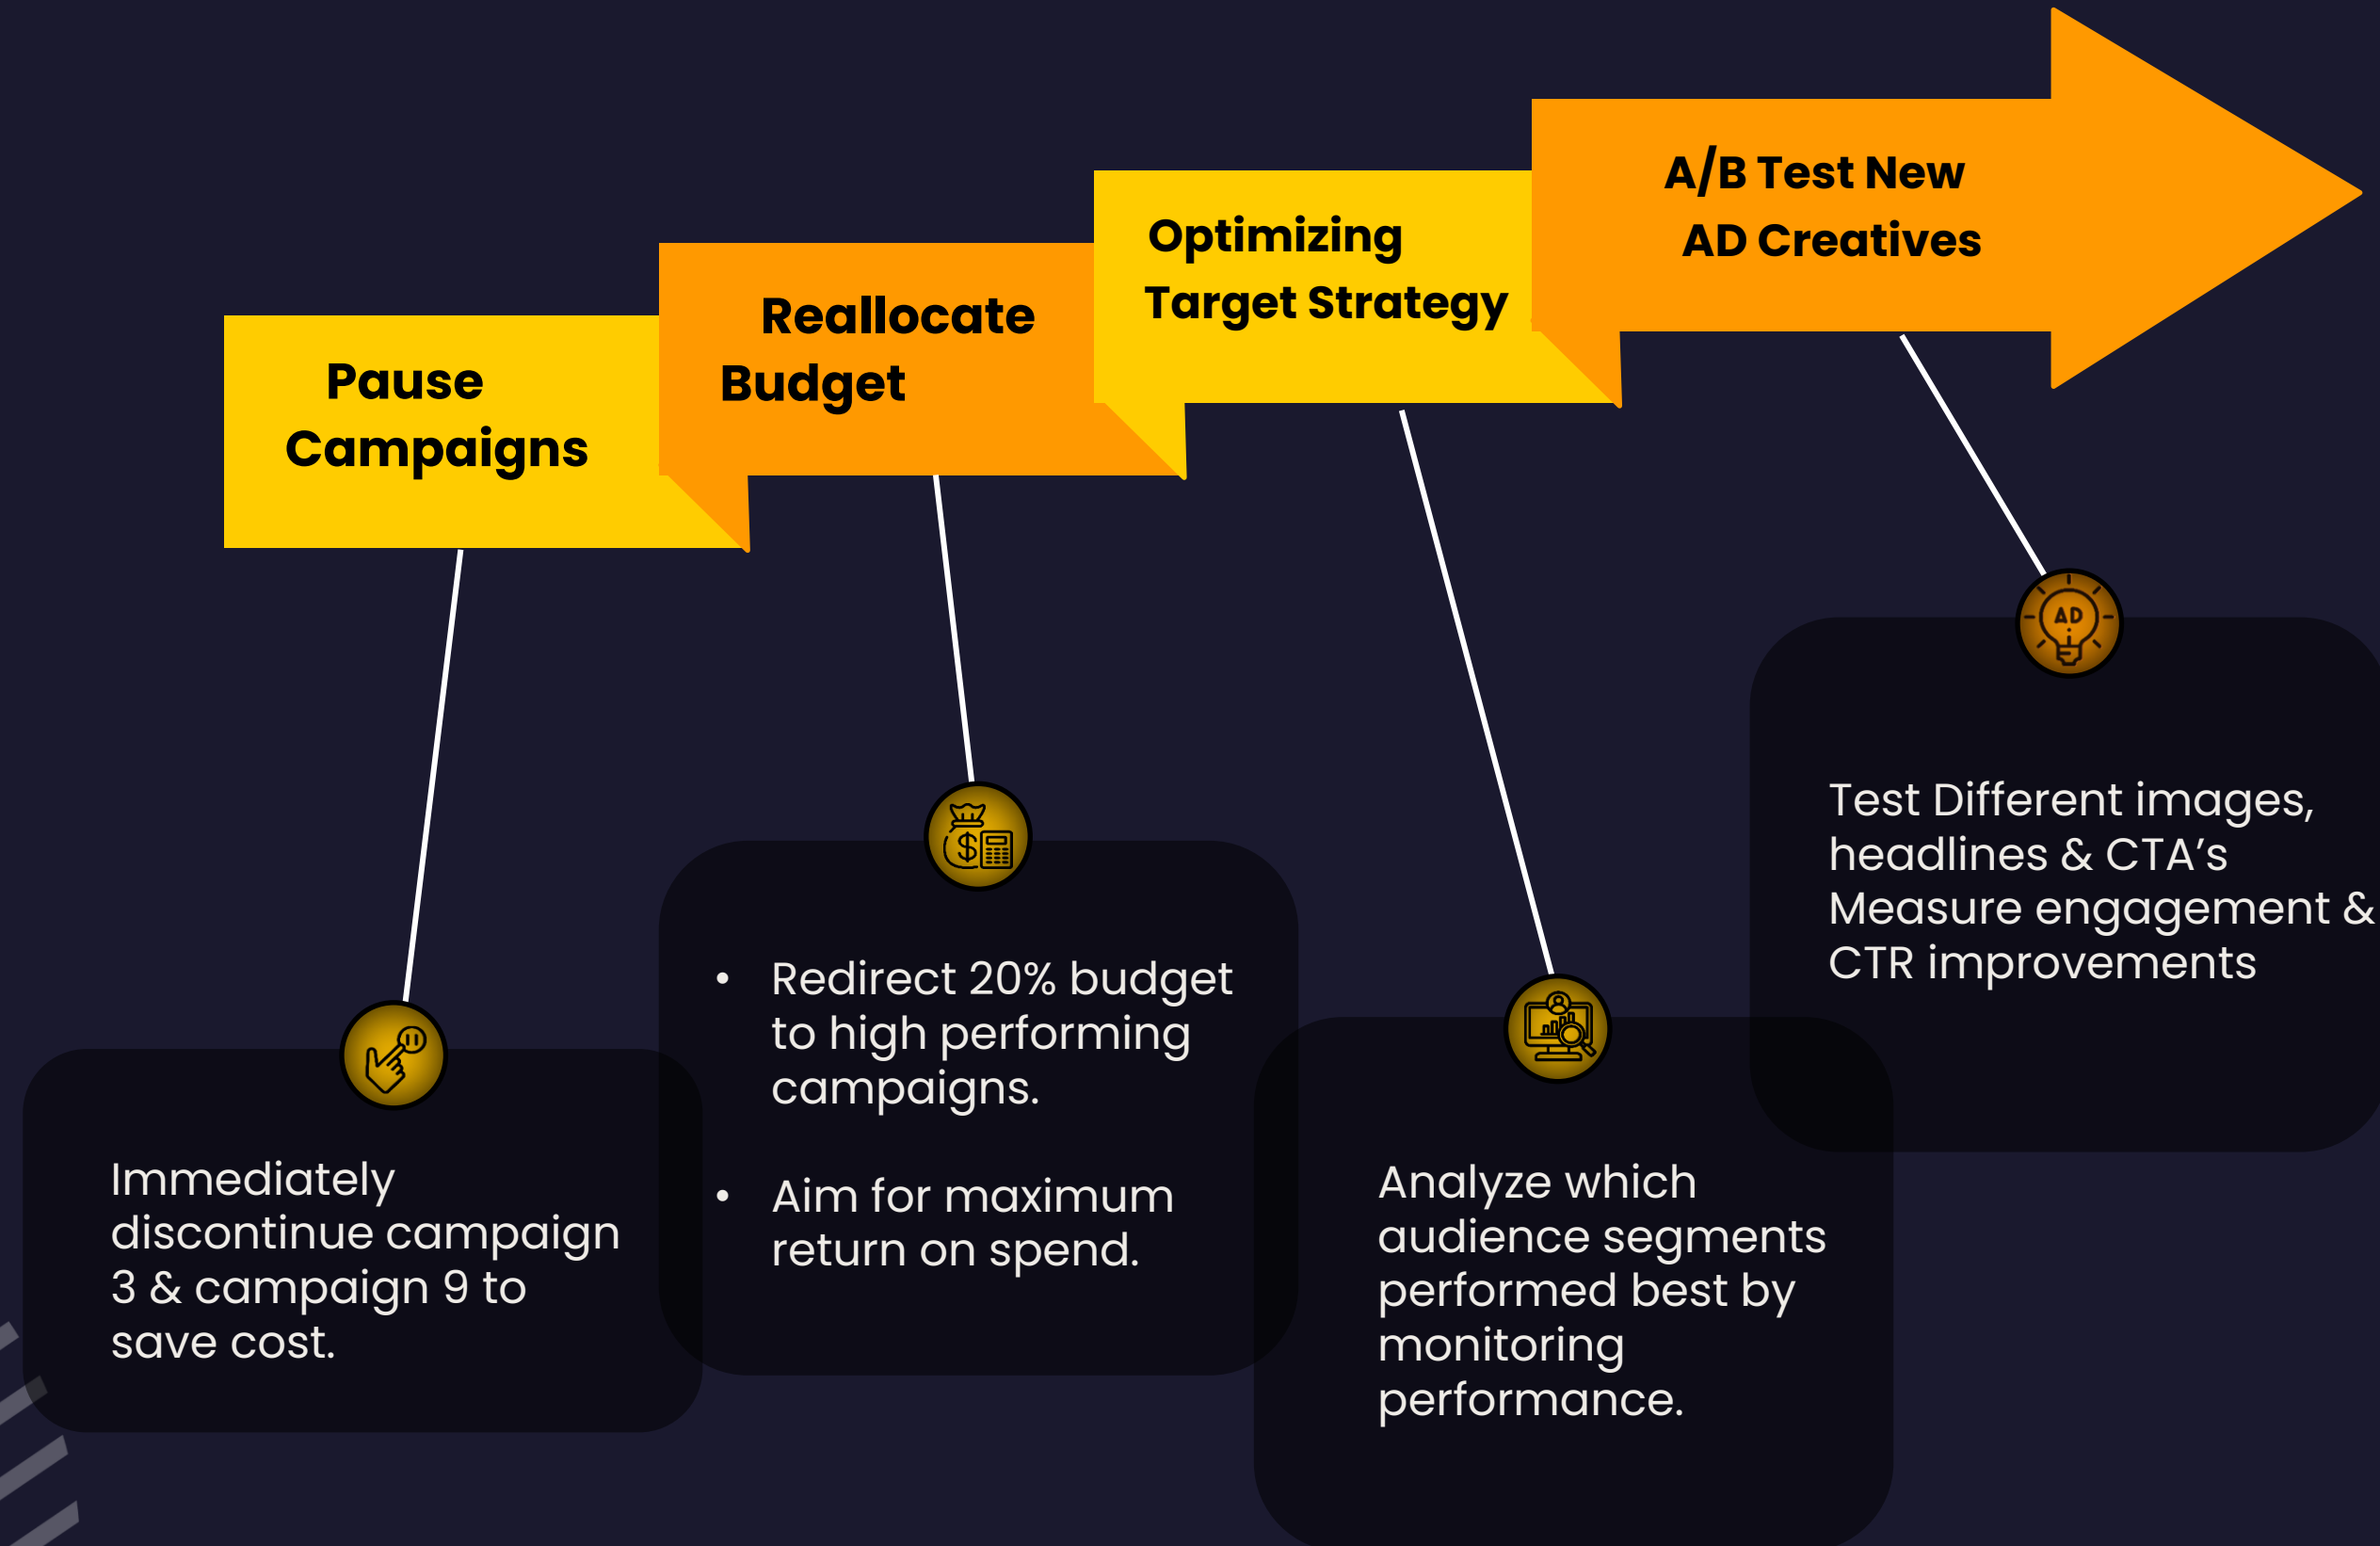 Pause
Campaigns
Reallocate
Budget
Optimizing
Target Strategy
A/B Test New
AD Creatives
Immediately
discontinue campaign
3 & campaign 9 to
save cost.
$
• Redirect 20% budget
to high performing
campaigns.
• Aim for maximum
return on spend.
Analyze which
audience segments
performed best by
monitoring
performance.
AD
Test Different images,
headlines & CTA’s
Measure engagement &
CTR improvements